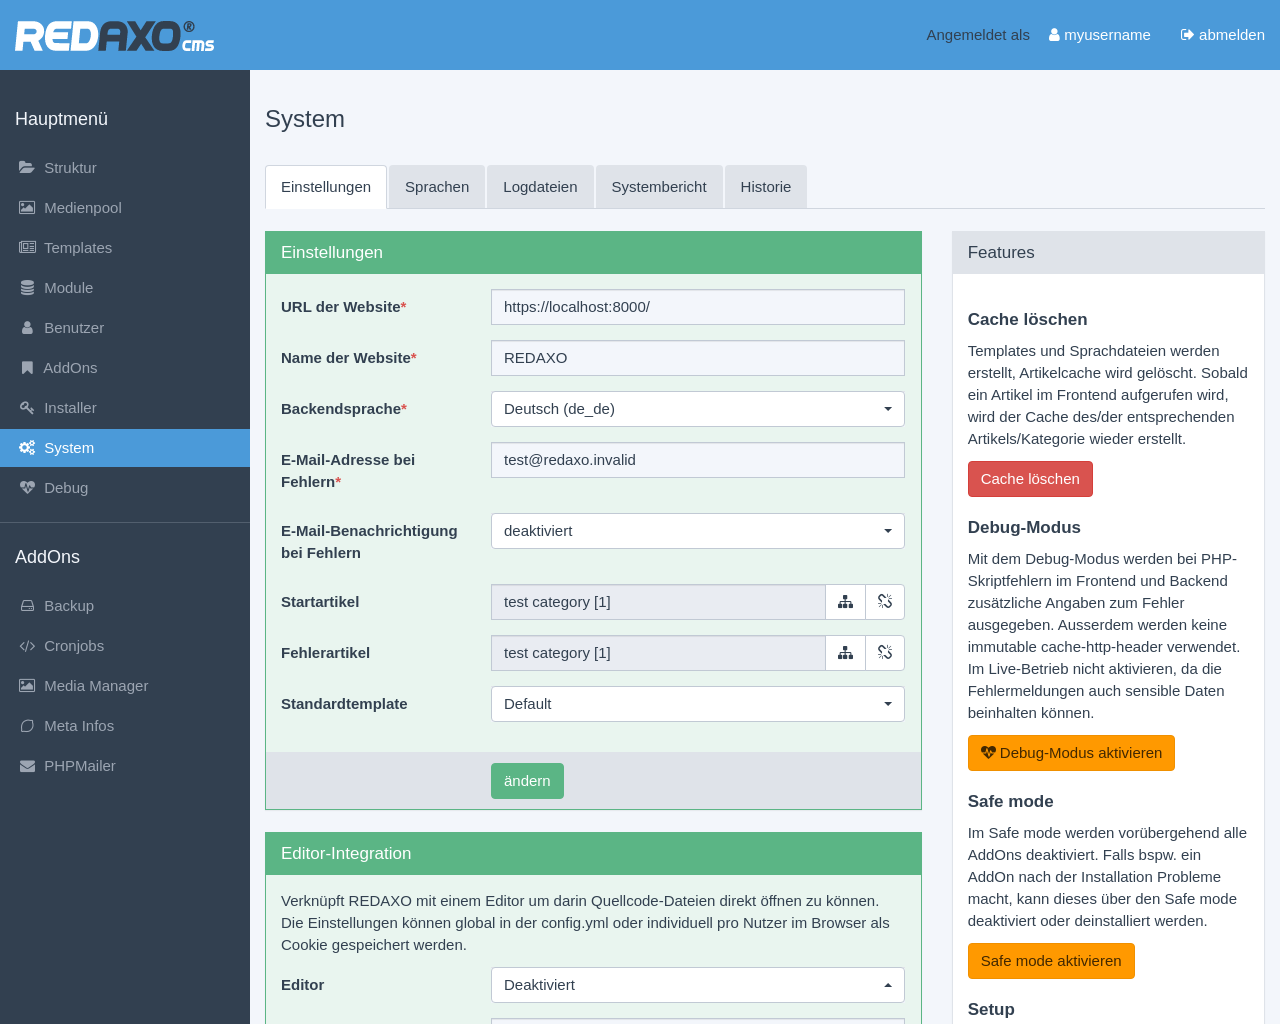 REDAXO® cms
Angemeldet als myusername abmelden
Hauptmenü
Struktur
Medienpool
Templates
Module
Benutzer
AddOns
Installer
System
Debug
AddOns
Backup
Cronjobs
Media Manager
Meta Infos
PHPMailer
System
Einstellungen Sprachen Logdateien Systembericht Historie
Einstellungen
URL der Website* https://localhost:8000/
Name der Website* REDAXO
Backendsprache* Deutsch (de_de)
E-Mail-Adresse bei
Fehlern*
test@redaxo.invalid
E-Mail-Benachrichtigung
bei Fehlern
deaktiviert
Startartikel test category [1]
Fehlerartikel test category [1]
Standardtemplate Default
ändern
Editor-Integration
Verknüpft REDAXO mit einem Editor um darin Quellcode-Dateien direkt öffnen zu können.
Die Einstellungen können global in der config.yml oder individuell pro Nutzer im Browser als
Cookie gespeichert werden.
Editor Deaktiviert
Features
Cache löschen
Templates und Sprachdateien werden
erstellt, Artikelcache wird gelöscht. Sobald
ein Artikel im Frontend aufgerufen wird,
wird der Cache des/der entsprechenden
Artikels/Kategorie wieder erstellt.
Cache löschen
Debug-Modus
Mit dem Debug-Modus werden bei PHP-
Skriptfehlern im Frontend und Backend
zusätzliche Angaben zum Fehler
ausgegeben. Ausserdem werden keine
immutable cache-http-header verwendet.
Im Live-Betrieb nicht aktivieren, da die
Fehlermeldungen auch sensible Daten
beinhalten können.
Debug-Modus aktivieren
Safe mode
Im Safe mode werden vorübergehend alle
AddOns deaktiviert. Falls bspw. ein
AddOn nach der Installation Probleme
macht, kann dieses über den Safe mode
deaktiviert oder deinstalliert werden.
Safe mode aktivieren
Setup